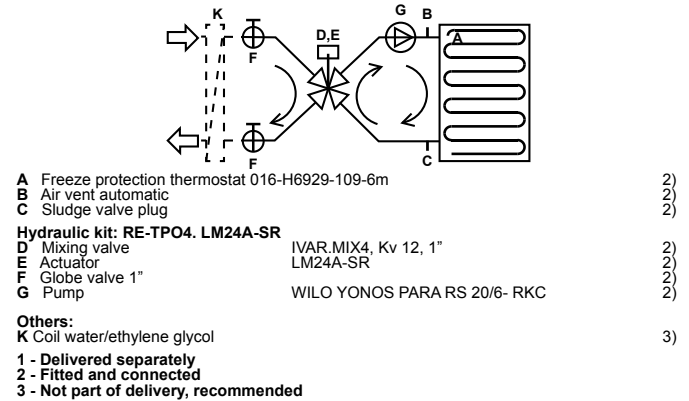 K
G
B
D,E
A
F
F
C
A Freeze protection thermostat 016-H6929-109-6m 2)
B Air vent automatic 2)
C Sludge valve plug 2)
Hydraulic kit: RE-TPO4. LM24A-SR
D Mixing valve IVAR.MIX4, Kv 12, 1" 2)
E Actuator LM24A-SR 2)
F Globe valve 1" 2)
G Pump WILO YONOS PARA RS 20/6- RKC 2)
Others:
K Coil water/ethylene glycol 3)
1 - Delivered separately
2 - Fitted and connected
3 - Not part of delivery, recommended